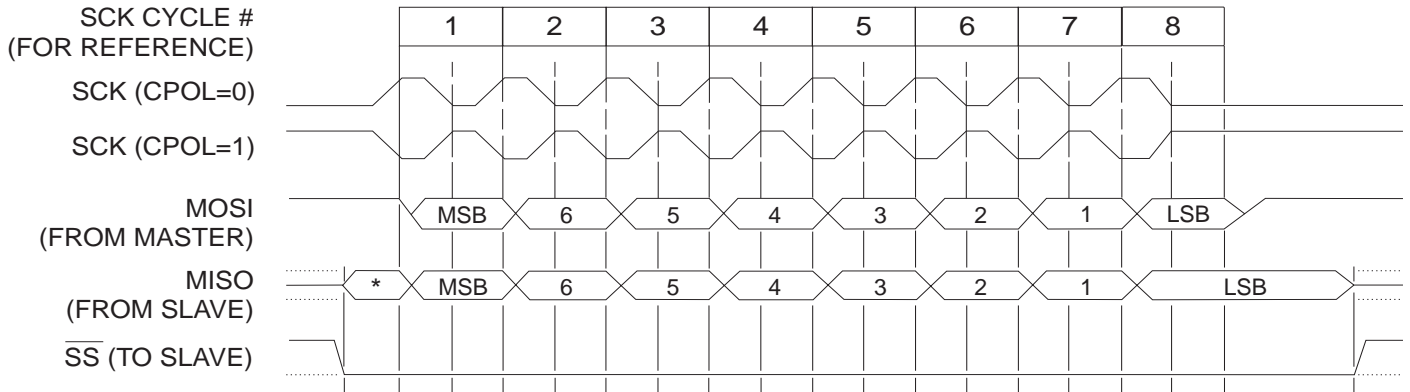 SCK CYCLE #
(FOR REFERENCE)
1 2 3 4 5 6 7 8
SCK (CPOL=0)
SCK (CPOL=1)
MOSI
(FROM MASTER)
MSB 6 5 4 3 2 1 LSB
MISO
(FROM SLAVE)
* MSB 6 5 4 3 2 1 LSB
SS (TO SLAVE)